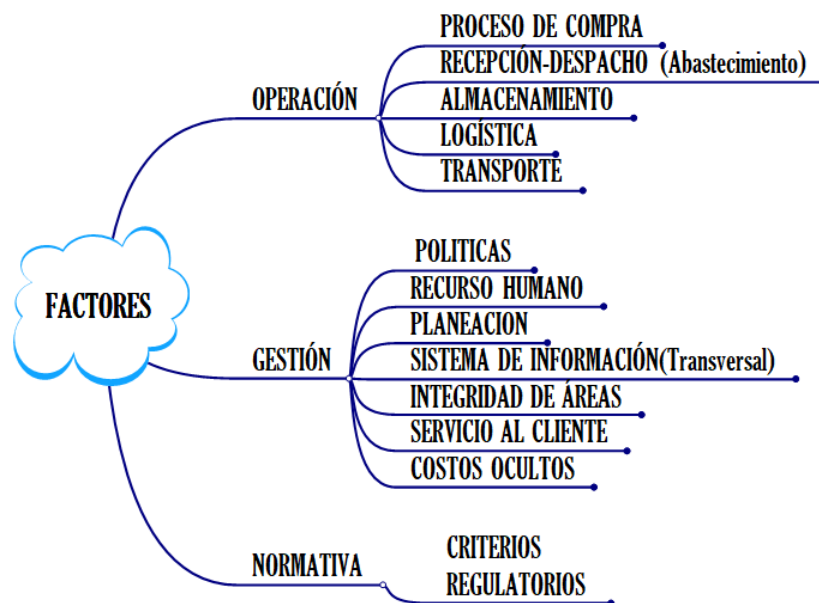 FACTORES
OPERACIÓN
PROCESO DE COMPRA
RECEPCIÓN-DESPACHO (Abastecimiento)
ALMACENAMIENTO
LOGÍSTICA
TRANSPORTE
GESTIÓN
POLITICAS
RECURSO HUMANO
PLANEACION
SISTEMA DE INFORMACIÓN(Transversal)
INTEGRIDAD DE ÁREAS
SERVICIO AL CLIENTE
COSTOS OCULTOS
NORMATIVA
CRITERIOS
REGULATORIOS